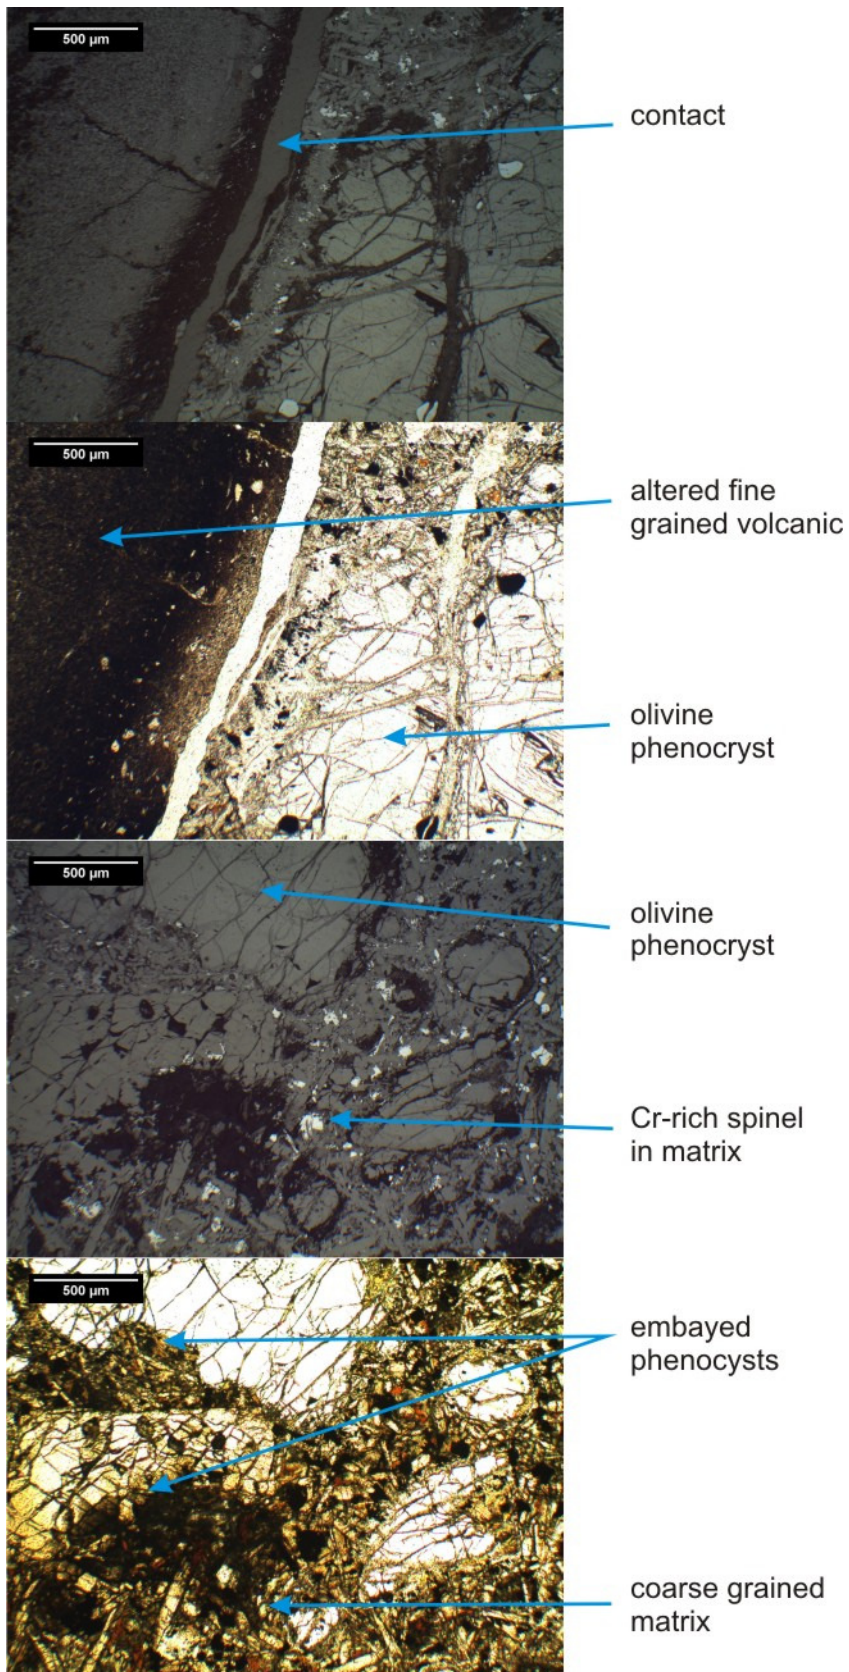 500 µm
contact
500 µm
altered fine
grained volcanic
olivine
phenocryst
500 µm
olivine
phenocryst
Cr-rich spinel
in matrix
500 µm
embayed
phenocysts
coarse grained
matrix